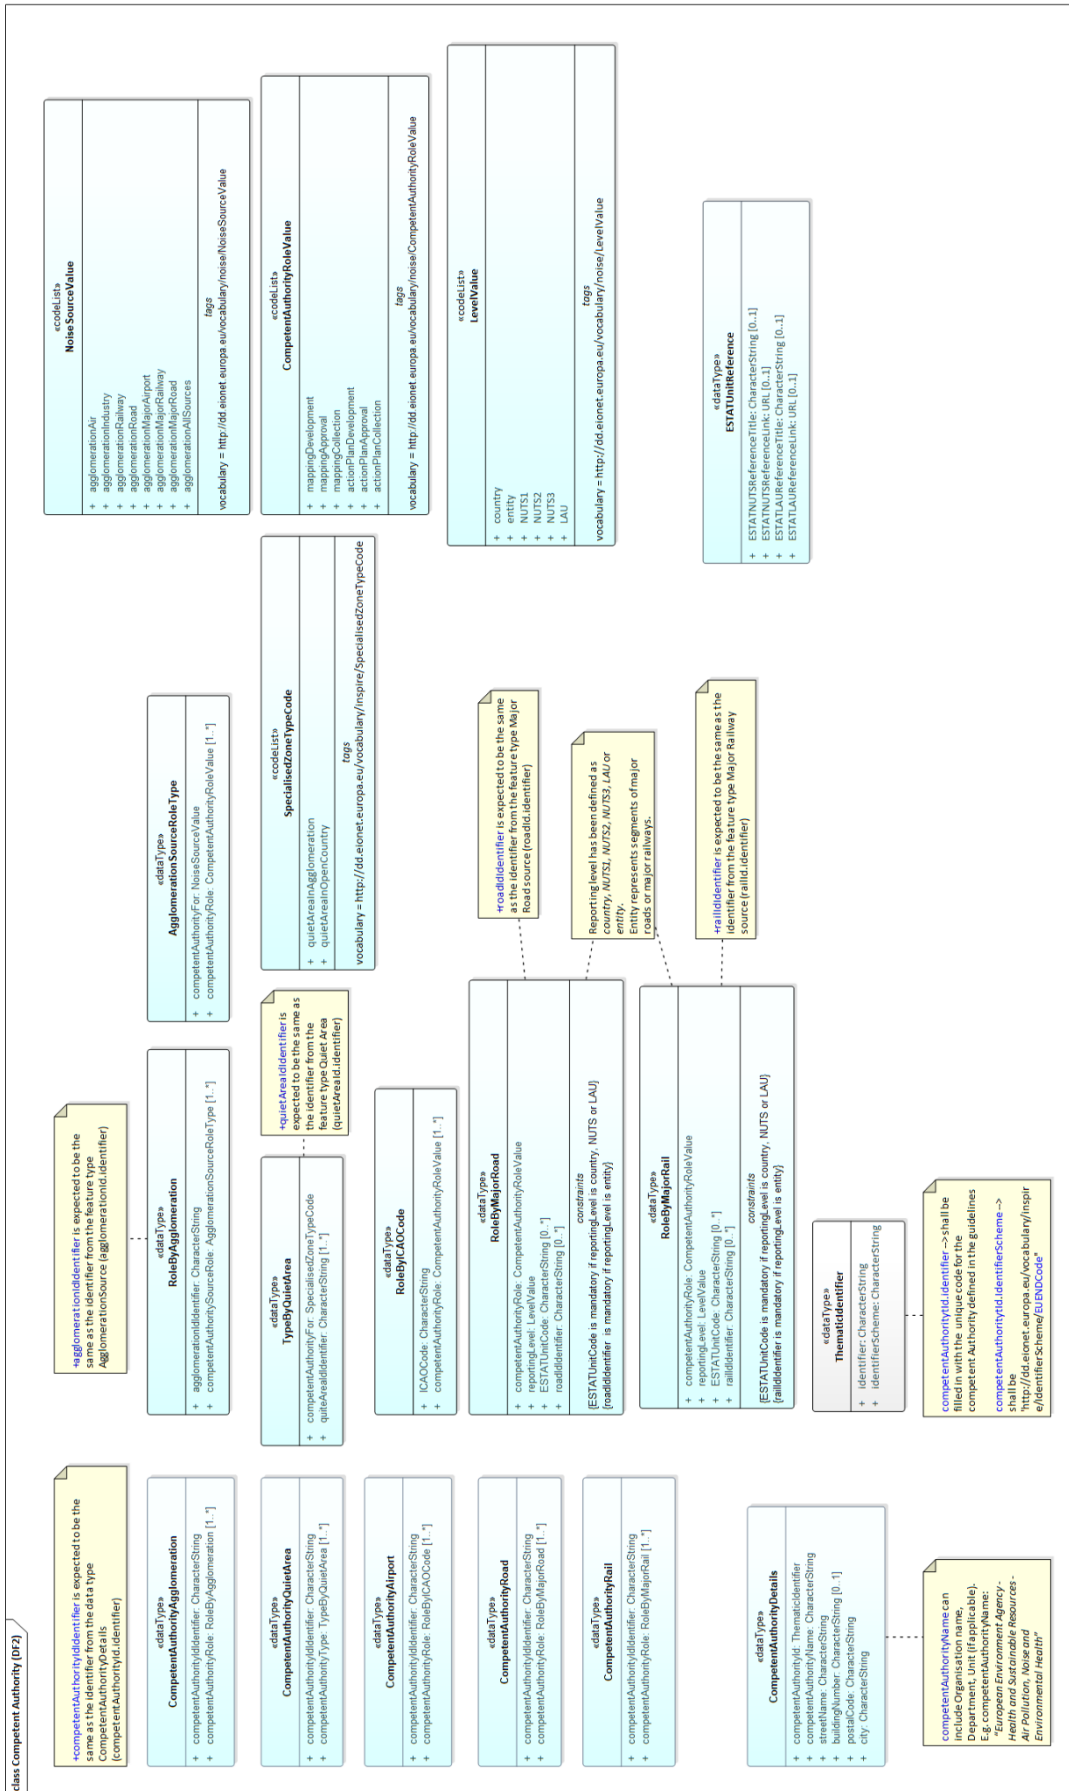 class Competent Authority (DF2)
+competentAuthorityIdIdentifier is expected to be the
same as the identifier from the data type
CompetentAuthorityDetails
(competentAuthorityId.identifier)
«dataType»
CompetentAuthorityAgglomeration
+ competentAuthorityIdIdentifier: CharacterString
+ competentAuthorityRole: RoleByAgglomeration [1..*]
«dataType»
CompetentAuthorityQuietArea
+ competentAuthorityIdIdentifier: CharacterString
+ competentAuthorityType: TypeByQuietArea [1..*]
«dataType»
CompetentAuthorityAirport
+ competentAuthorityIdIdentifier: CharacterString
+ competentAuthorityRole: RoleByICAOCode [1..*]
«dataType»
CompetentAuthorityRoad
+ competentAuthorityIdIdentifier: CharacterString
+ competentAuthorityRole: RoleByMajorRoad [1..*]
«dataType»
CompetentAuthorityRail
+ competentAuthorityIdIdentifier: CharacterString
+ competentAuthorityRole: RoleByMajorRail [1..*]
«dataType»
CompetentAuthorityDetails
+ competentAuthorityId: ThematicIdentifier
+ competentAuthorityName: CharacterString
+ streetName: CharacterString
+ buildingNumber: CharacterString [0..1]
+ postalCode: CharacterString
+ city: CharacterString
competentAuthorityName can
include Organisation name,
Department, Unit (if applicable).
E.g. competentAuthorityName:
"European Environment Agency -
Health and Sustainable Resources -
Air Pollution, Noise and
Environmental Health"
+agglomerationIdIdentifier is expected to be the
same as the identifier from the feature type
AgglomerationSource (agglomerationId.identifier)
«dataType»
RoleByAgglomeration
+ agglomerationIdIdentifier: CharacterString
+ competentAuthoritySourceRole: AgglomerationSourceRoleType [1..*]
«dataType»
TypeByQuietArea
+ competentAuthorityFor: SpecialisedZoneTypeCode
+ quiteAreaIdIdentifier: CharacterString [1..*]
+quietAreaIdIdentifier is
expected to be the same as
the identifier from the
feature type Quiet Area
(quietAreaId.identifier)
«dataType»
RoleByICAOCode
+ ICAOCode: CharacterString
+ competentAuthorityRole: CompetentAuthorityRoleValue [1..*]
«dataType»
RoleByMajorRoad
+ competentAuthorityRole: CompetentAuthorityRoleValue
+ reportingLevel: LevelValue
+ ESTATUnitCode: CharacterString [0..*]
+ roadIdIdentifier: CharacterString [0..*]
constraints
{ESTATUnitCode is mandatory if reportingLevel is country, NUTS or LAU}
{roadIdIdentifier is mandatory if reportingLevel is entity}
«dataType»
RoleByMajorRail
+ competentAuthorityRole: CompetentAuthorityRoleValue
+ reportingLevel: LevelValue
+ ESTATUnitCode: CharacterString [0..*]
+ railIdIdentifier: CharacterString [0..*]
constraints
{ESTATUnitCode is mandatory if reportingLevel is country, NUTS or LAU}
{railIdIdentifier is mandatory if reportingLevel is entity}
«dataType»
ThematicIdentifier
+ identifier: CharacterString
+ identifierScheme: CharacterString
competentAuthoritytId.identifier -->shall be
filled in with the unique code for the
competent Authority defined in the guidelines
competentAuthoritytId.identifierScheme -->
shall be
"http://dd.eionet.europa.eu/vocabulary/inspir
e/IdentifierScheme/EUENDCode"
«dataType»
AgglomerationSourceRoleType
+ competentAuthorityFor: NoiseSourceValue
+ competentAuthorityRole: CompetentAuthorityRoleValue [1..*]
«codeList»
SpecialisedZoneTypeCode
+ quietAreaInAgglomeration
+ quietAreaInOpenCountry
tags
vocabulary = http://dd.eionet.europa.eu/vocabulary/inspire/SpecialisedZoneTypeCode
+roadIdIdentifier is expected to be the same
as the identifier from the feature type Major
Road source (roadId.identifier)
Reporting level has been defined as
country, NUTS1, NUTS2, NUTS3, LAU or
entity.
Entity represents segments of major
roads or major railways.
+railIdIdentifier is expected to be the same as the
identifier from the feature type Major Railway
source (railId.identifier)
«codeList»
NoiseSourceValue
+ agglomerationAir
+ agglomerationIndustry
+ agglomerationRailway
+ agglomerationRoad
+ agglomerationMajorAirport
+ agglomerationMajorRailway
+ agglomerationMajorRoad
+ agglomerationAllSources
tags
vocabulary = http://dd.eionet.europa.eu/vocabulary/noise/NoiseSourceValue
«codeList»
CompetentAuthorityRoleValue
+ mappingDevelopment
+ mappingApproval
+ mappingCollection
+ actionPlanDevelopment
+ actionPlanApproval
+ actionPlanCollection
tags
vocabulary = http://dd.eionet.europa.eu/vocabulary/noise/CompetentAuthorityRoleValue
«codeList»
LevelValue
+ country
+ entity
+ NUTS1
+ NUTS2
+ NUTS3
+ LAU
tags
vocabulary = http://dd.eionet.europa.eu/vocabulary/noise/LevelValue
«dataType»
ESTATUnitReference
+ ESTATNUTSReferenceTitle: CharacterString [0..1]
+ ESTATNUTSReferenceLink: URL [0..1]
+ ESTATLAUReferenceTitle: CharacterString [0..1]
+ ESTATLAUReferenceLink: URL [0..1]